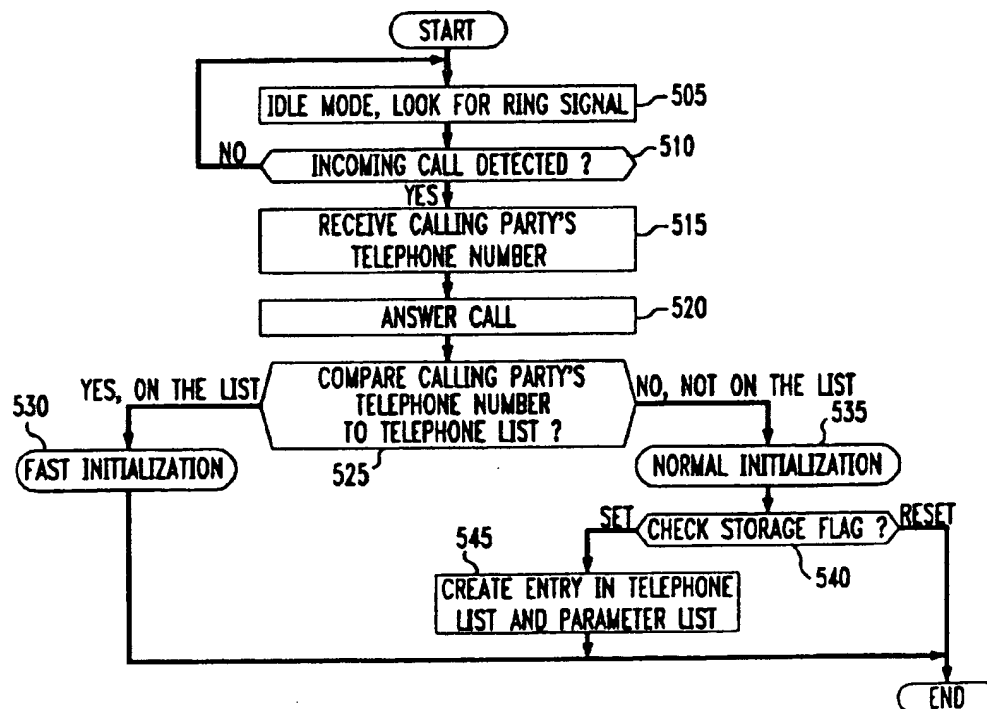 START
IDLE MODE, LOOK FOR RING SIGNAL
505
NO
INCOMING CALL DETECTED ?
510
YES
RECEIVE CALLING PARTY'S
TELEPHONE NUMBER
515
ANSWER CALL
520
YES, ON THE LIST
COMPARE CALLING PARTY'S
TELEPHONE NUMBER
TO TELEPHONE LIST ?
NO, NOT ON THE LIST
530
525
535
FAST INITIALIZATION
NORMAL INITIALIZATION
SET
CHECK STORAGE FLAG ?
RESET
540
545
CREATE ENTRY IN TELEPHONE
LIST AND PARAMETER LIST
END